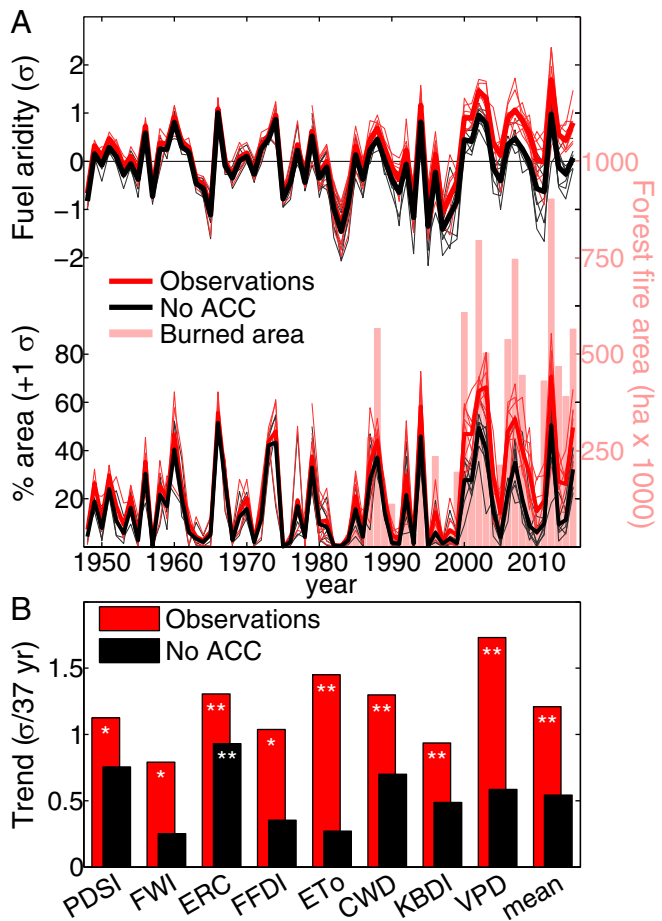 A
Fuel aridity (σ)
2
1
0
−1
−2
Observations
No ACC
Burned area
% area (+1 σ)
80
60
40
20
1000
750
500
250
Forest fire area (ha x 1000)
1950 1960 1970 1980 1990 2000 2010
year
B
Observations
No ACC
Trend (σ/37 yr)
1.5
1
0.5
0
* * ** * ** ** ** ** **
**
PDSI FWI ERC FFDI ETo CWD KBDI VPD mean